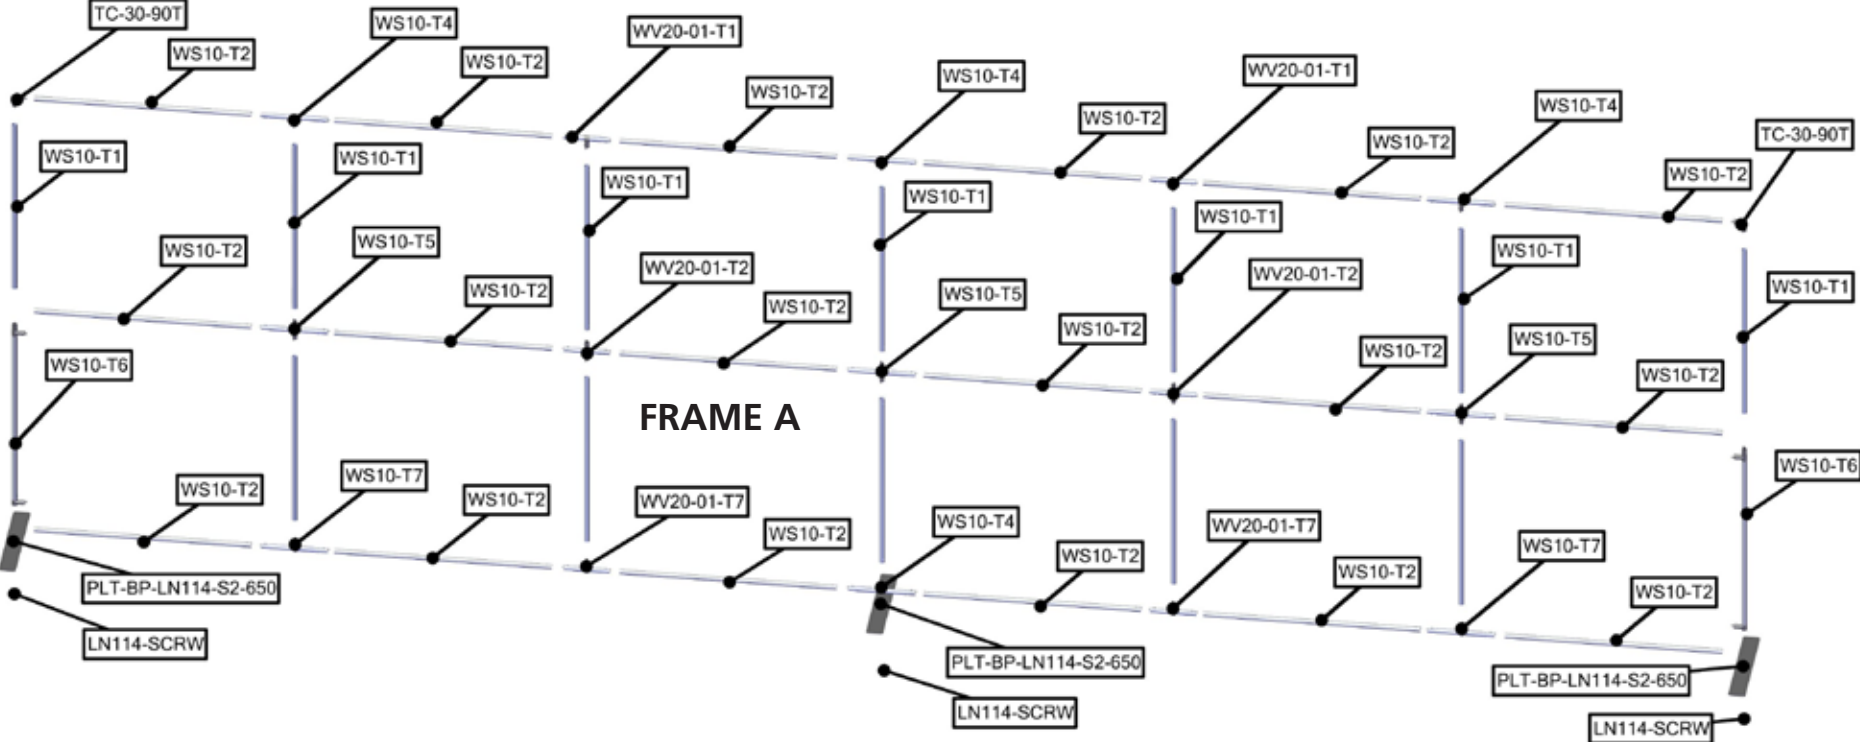 TC-30-90T
WS10-T2
WS10-T4
WS10-T2
WV20-01-T1
WS10-T2
WS10-T4
WS10-T2
WV20-01-T1
WS10-T2
WS10-T4
WS10-T2
TC-30-90T
WS10-T1
WS10-T1
WS10-T1
WS10-T1
WS10-T1
WS10-T1
WS10-T1
WS10-T2
WS10-T5
WS10-T2
WV20-01-T2
WS10-T2
WS10-T5
WS10-T2
WV20-01-T2
WS10-T2
WS10-T5
WS10-T2
WS10-T6
FRAME A
WS10-T6
WS10-T2
WS10-T7
WS10-T2
WV20-01-T7
WS10-T2
WS10-T4
WS10-T2
WV20-01-T7
WS10-T2
WS10-T7
WS10-T2
PLT-BP-LN114-S2-650
LN114-SCRW
PLT-BP-LN114-S2-650
LN114-SCRW
PLT-BP-LN114-S2-650
LN114-SCRW